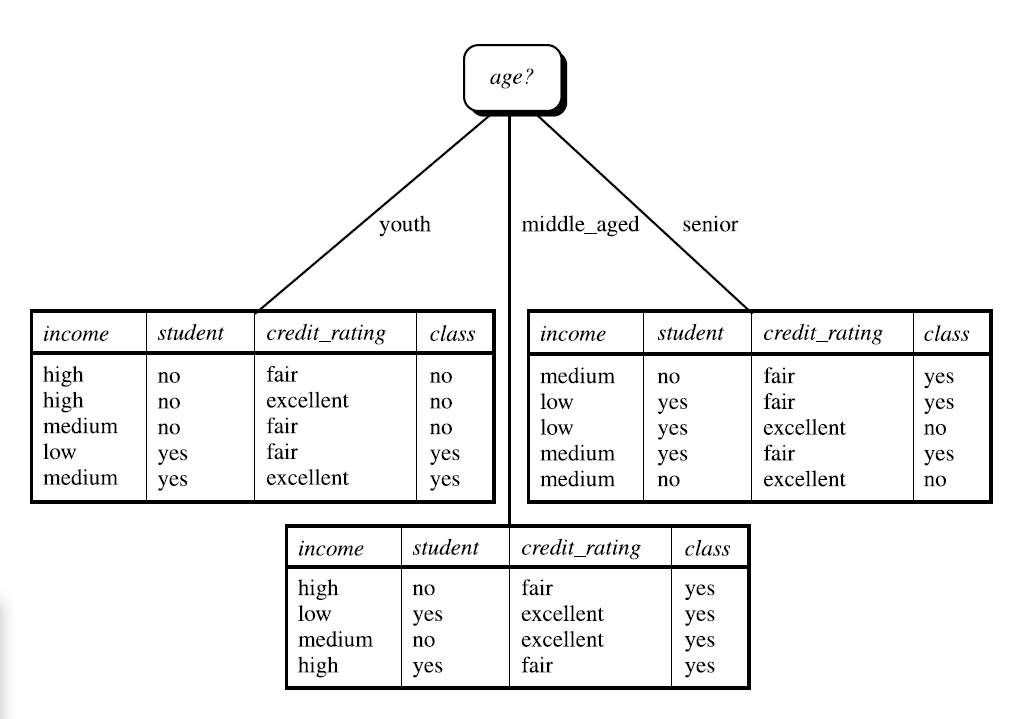 age?
youth
middle_aged
senior
income student credit_rating class
high no fair no
high no excellent no
medium no fair no
low yes fair yes
medium yes excellent yes
income student credit_rating class
medium no fair yes
low yes fair yes
low yes excellent no
medium yes fair yes
medium no excellent no
income student credit_rating class
high no fair yes
low yes excellent yes
medium no excellent yes
high yes fair yes